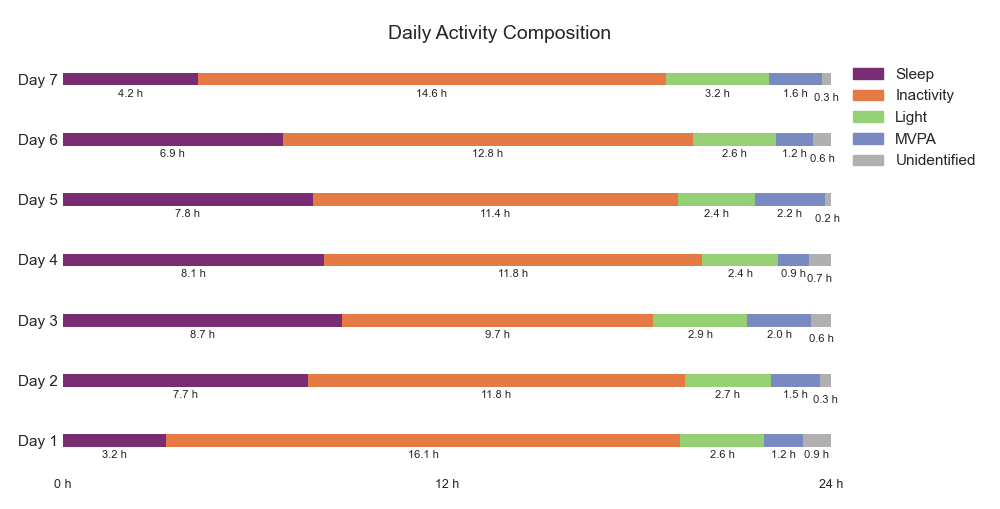 Daily Activity Composition
Day 7
4.2 h 14.6 h 3.2 h 1.6 h 0.3 h
Day 6
6.9 h 12.8 h 2.6 h 1.2 h 0.6 h
Day 5
7.8 h 11.4 h 2.4 h 2.2 h 0.2 h
Day 4
8.1 h 11.8 h 2.4 h 0.9 h 0.7 h
Day 3
8.7 h 9.7 h 2.9 h 2.0 h 0.6 h
Day 2
7.7 h 11.8 h 2.7 h 1.5 h 0.3 h
Day 1
3.2 h 16.1 h 2.6 h 1.2 h 0.9 h
0 h 12 h 24 h
Sleep
Inactivity
Light
MVPA
Unidentified